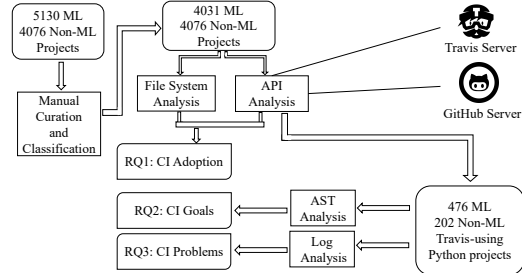 5130 ML
4076 Non-ML
Projects
4031 ML
4076 Non-ML
Projects
Travis Server
Manual
Curation
and
Classification
File System
Analysis
API
Analysis
GitHub Server
RQ1: CI Adoption
RQ2: CI Goals
AST
Analysis
476 ML
202 Non-ML
Travis-using
Python projects
RQ3: CI Problems
Log
Analysis